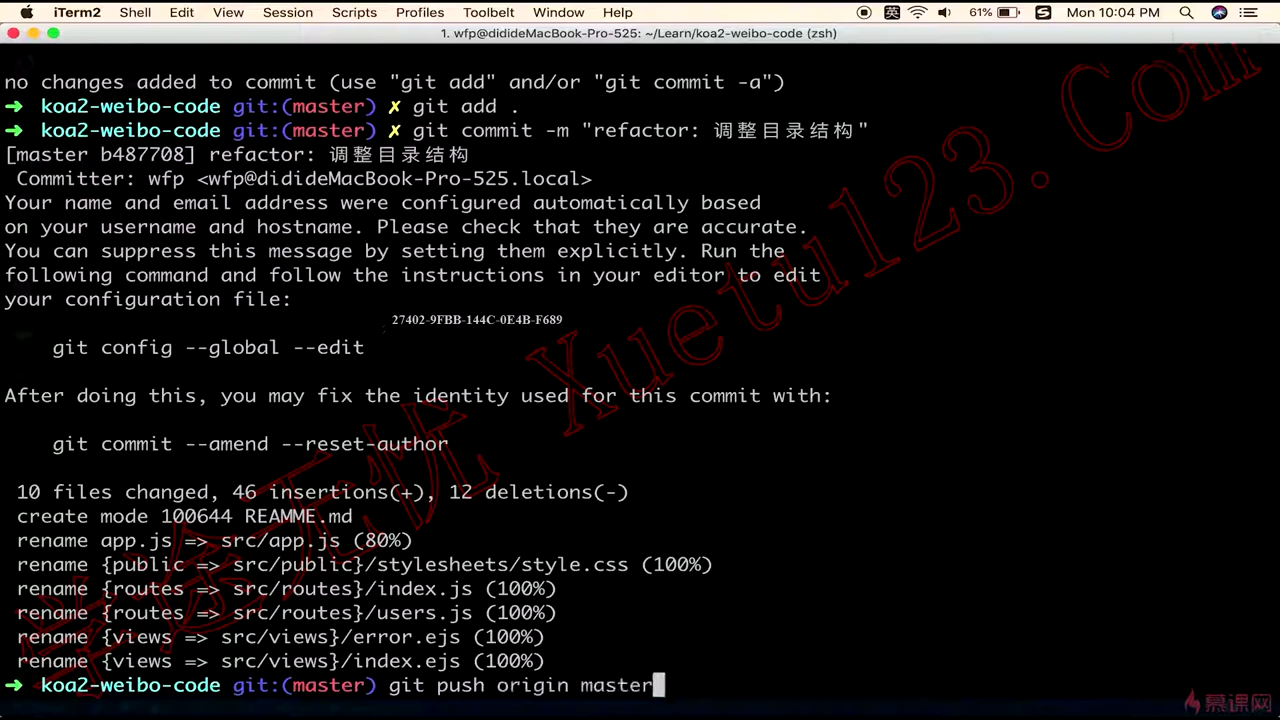 iTerm2 Shell Edit View Session Scripts Profiles Toolbelt Window Help 英 61% S Mon 10:04 PM
1. wfp@didideMacBook-Pro-525: ~/Learn/koa2-weibo-code (zsh)
no changes added to commit (use "git add" and/or "git commit -a")
➜ koa2-weibo-code git:(master) ✗ git add .
➜ koa2-weibo-code git:(master) ✗ git commit -m "refactor: 调整目录结构"
[master b487708] refactor: 调整目录结构
Committer: wfp <wfp@didideMacBook-Pro-525.local>
Your name and email address were configured automatically based
on your username and hostname. Please check that they are accurate.
You can suppress this message by setting them explicitly. Run the
following command and follow the instructions in your editor to edit
your configuration file:
27402-9FBB-144C-0E4B-F689
git config --global --edit
After doing this, you may fix the identity used for this commit with:
git commit --amend --reset-author
10 files changed, 46 insertions(+), 12 deletions(-)
create mode 100644 REAMME.md
rename app.js => src/app.js (80%)
rename {public => src/public}/stylesheets/style.css (100%)
rename {routes => src/routes}/index.js (100%)
rename {routes => src/routes}/users.js (100%)
rename {views => src/views}/error.ejs (100%)
rename {views => src/views}/index.ejs (100%)
➜ koa2-weibo-code git:(master) git push origin master
学途无忧 Xuetu123.Com
慕课网